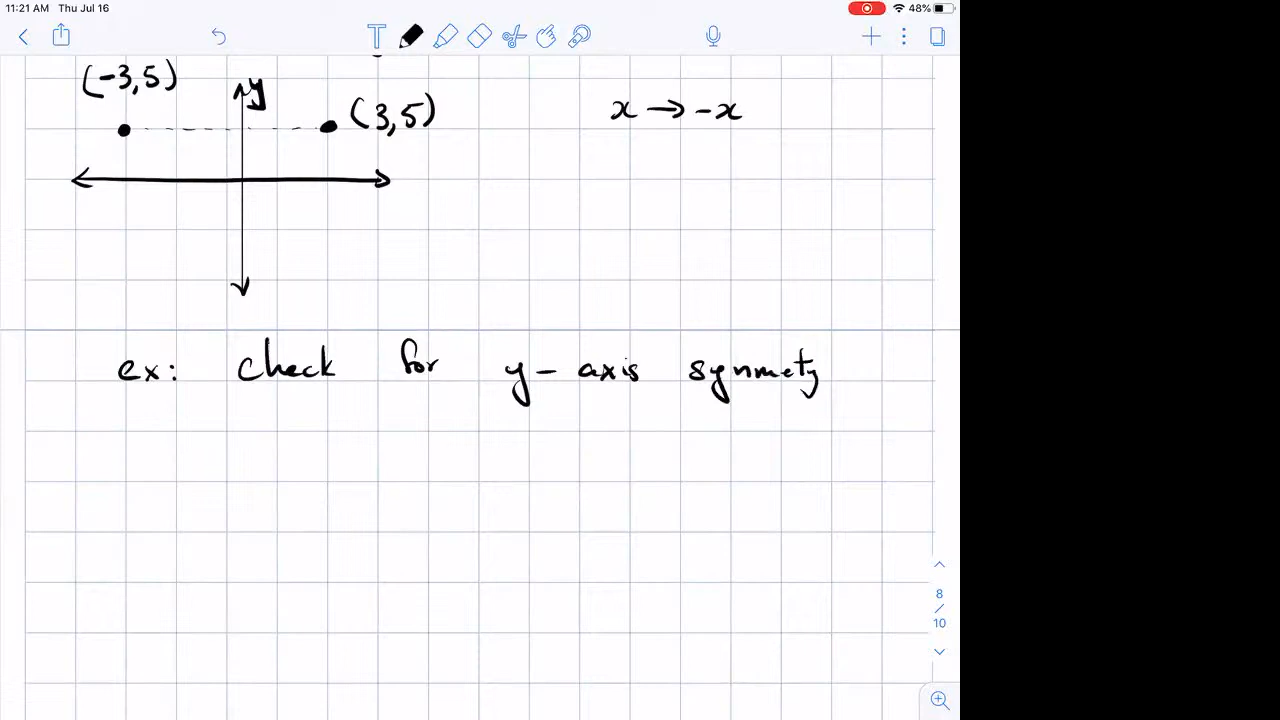 11:21 AM Thu Jul 16
48%
(-3,5)
y
(3,5)
x → -x
ex: check for y-axis symmety
8
/
10